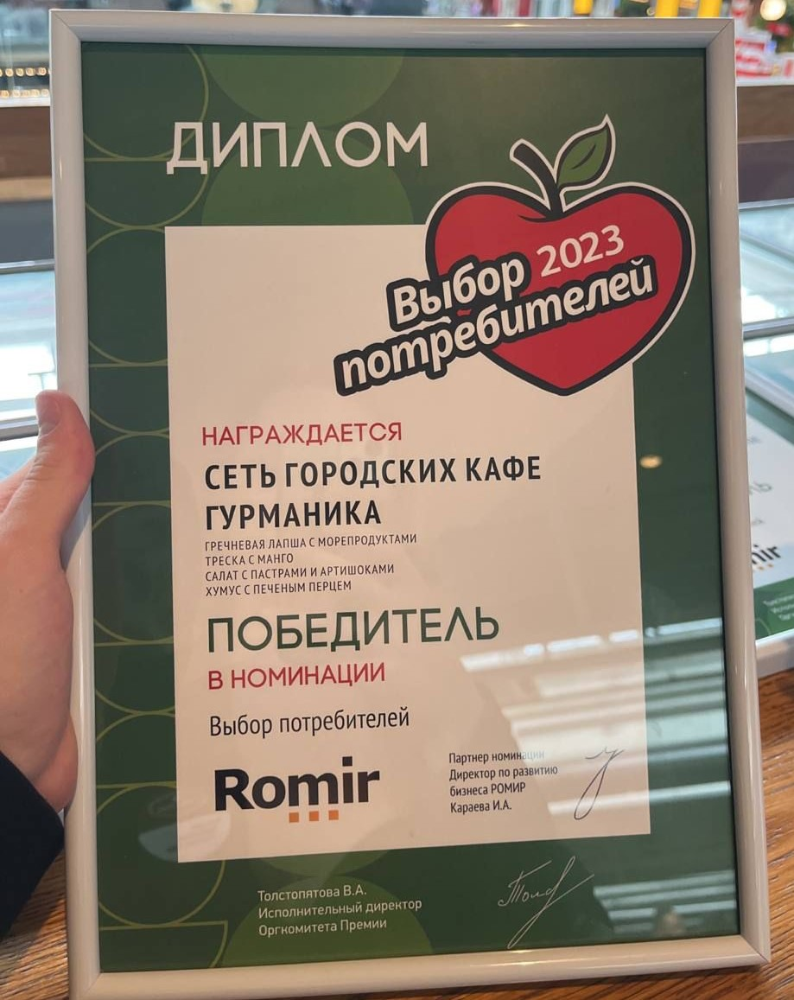 ДИПЛОМ
Выбор 2023
потребителей
НАГРАЖДАЕТСЯ
СЕТЬ ГОРОДСКИХ КАФЕ
ГУРМАНИКА
ГРЕЧНЕВАЯ ЛАПША С МОРЕПРОДУКТАМИ
ТРЕСКА С МАНГО
САЛАТ С ПАСТРАМИ И АРТИШОКАМИ
ХУМУС С ПЕЧЕНЫМ ПЕРЦЕМ
ПОБЕДИТЕЛЬ
В НОМИНАЦИИ
Выбор потребителей
Romir
Партнер номинации
Директор по развитию
бизнеса РОМИР
Караева И.А.
Толстопятова В.А.
Исполнительный директор
Оргкомитета Премии